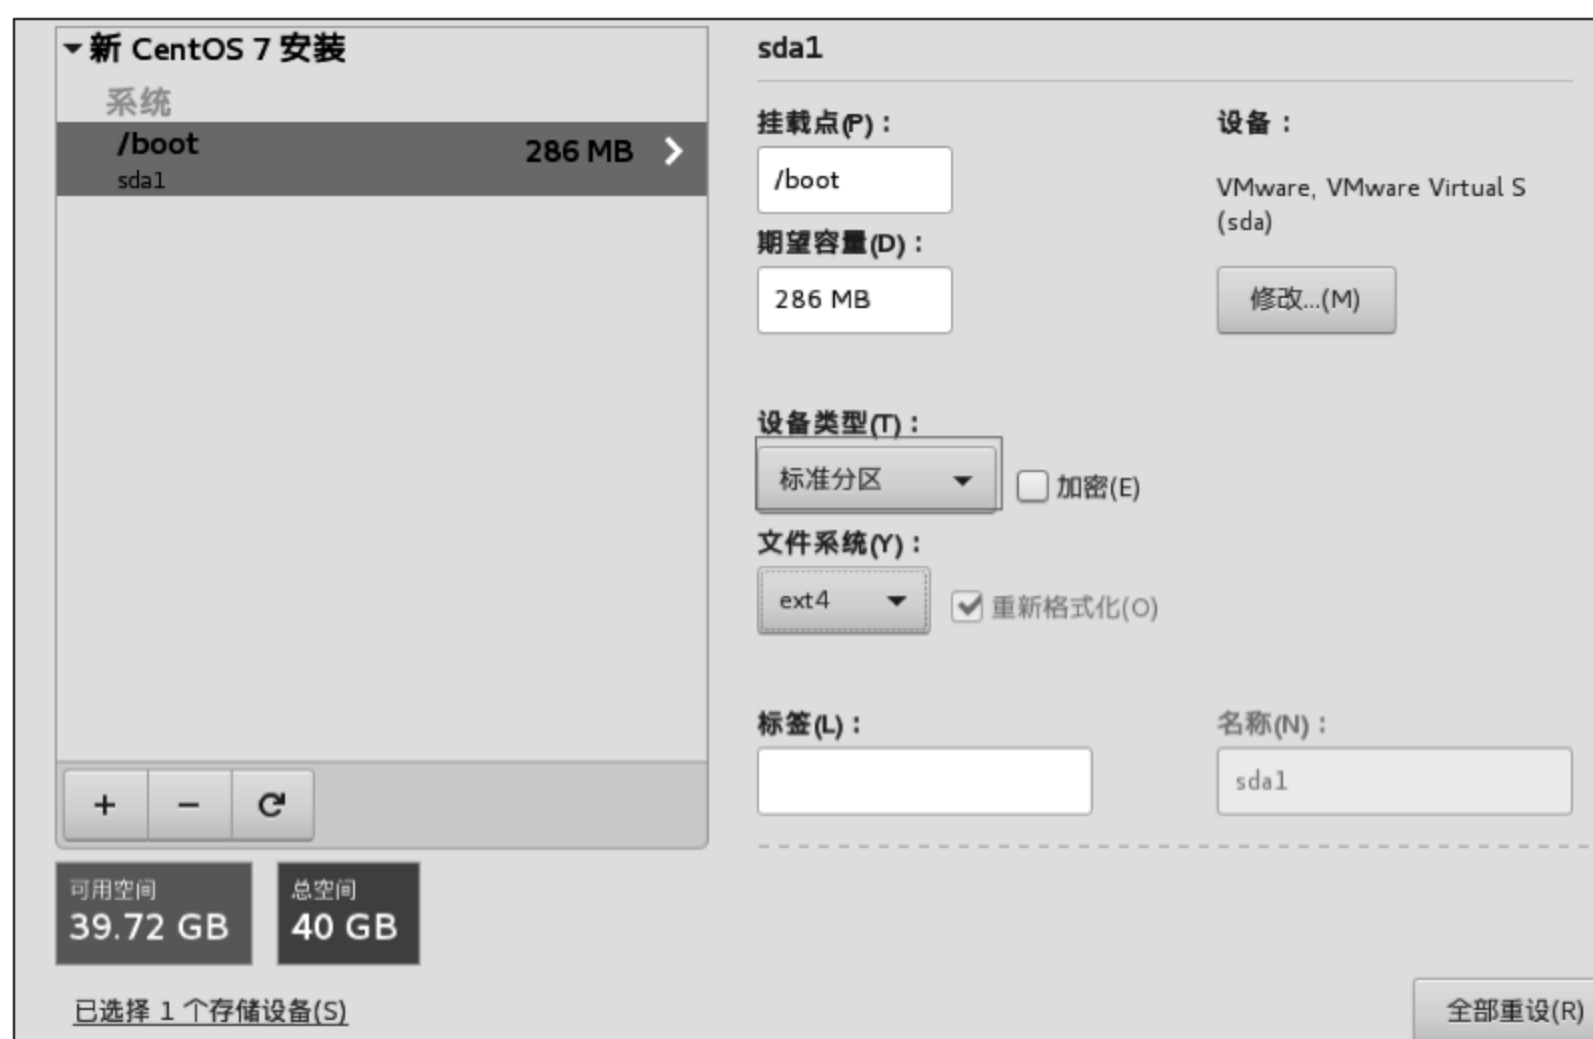 新 CentOS 7 安装
系统
/boot
286 MB
sda1
sda1
挂载点(P)：
/boot
期望容量(D)：
286 MB
设备：
VMware, VMware Virtual S
(sda)
修改...(M)
设备类型(T)：
标准分区
加密(E)
文件系统(Y)：
ext4
重新格式化(O)
标签(L)：
名称(N)：
sda1
+ −
可用空间
39.72 GB
总空间
40 GB
已选择 1 个存储设备(S)
全部重设(R)